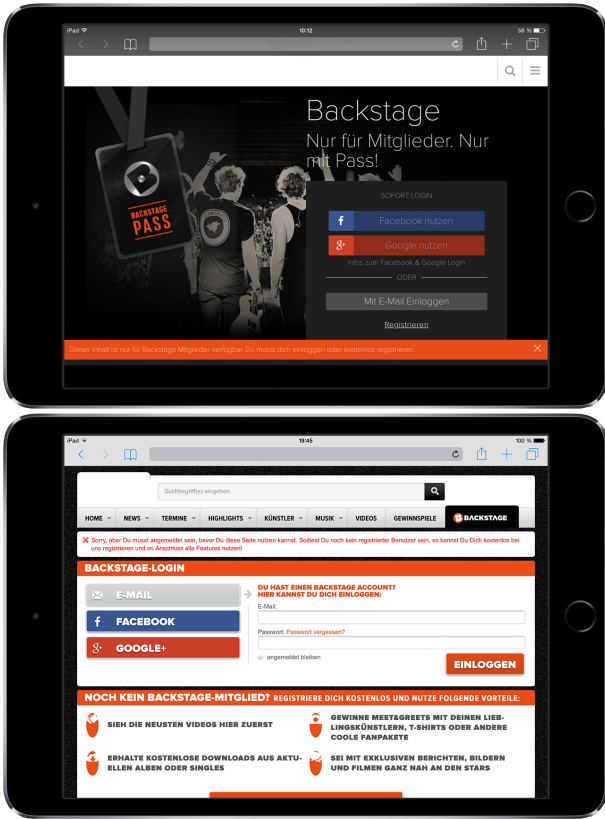 iPad
10:12
56 %
Backstage
Nur für Mitglieder. Nur
mit Pass!
BACKSTAGE
PASS
SOFORT LOGIN
f Facebook nutzen
g+ Google nutzen
Infos zum Facebook & Google Login
ODER
Mit E-Mail Einloggen
Registrieren
Dieser Inhalt ist nur für Backstage Mitglieder verfügbar. Du musst dich einloggen oder kostenlos registrieren.
iPad
19:45
100 %
Suchbegriff(e) eingeben
HOME
NEWS
TERMINE
HIGHLIGHTS
KÜNSTLER
MUSIK
VIDEOS
GEWINNSPIELE
BACKSTAGE
Sorry, aber Du musst angemeldet sein, bevor Du diese Seite nutzen kannst. Solltest Du noch kein registrierter Benutzer sein, so kannst Du Dich kostenlos bei
uns registrieren und im Anschluss alle Features nutzen!
BACKSTAGE-LOGIN
E-MAIL
f FACEBOOK
g+ GOOGLE+
DU HAST EINEN BACKSTAGE ACCOUNT?
HIER KANNST DU DICH EINLOGGEN:
E-Mail:
Passwort: Passwort vergessen?
angemeldet bleiben
EINLOGGEN
NOCH KEIN BACKSTAGE-MITGLIED? REGISTRIERE DICH KOSTENLOS UND NUTZE FOLGENDE VORTEILE:
SIEH DIE NEUSTEN VIDEOS HIER ZUERST
GEWINNE MEET&GREETS MIT DEINEN LIEB-
LINGSKÜNSTLERN, T-SHIRTS ODER ANDERE
COOLE FANPAKETE
ERHALTE KOSTENLOSE DOWNLOADS AUS AKTU-
ELLEN ALBEN ODER SINGLES
SEI MIT EXKLUSIVEN BERICHTEN, BILDERN
UND FILMEN GANZ NAH AN DEN STARS